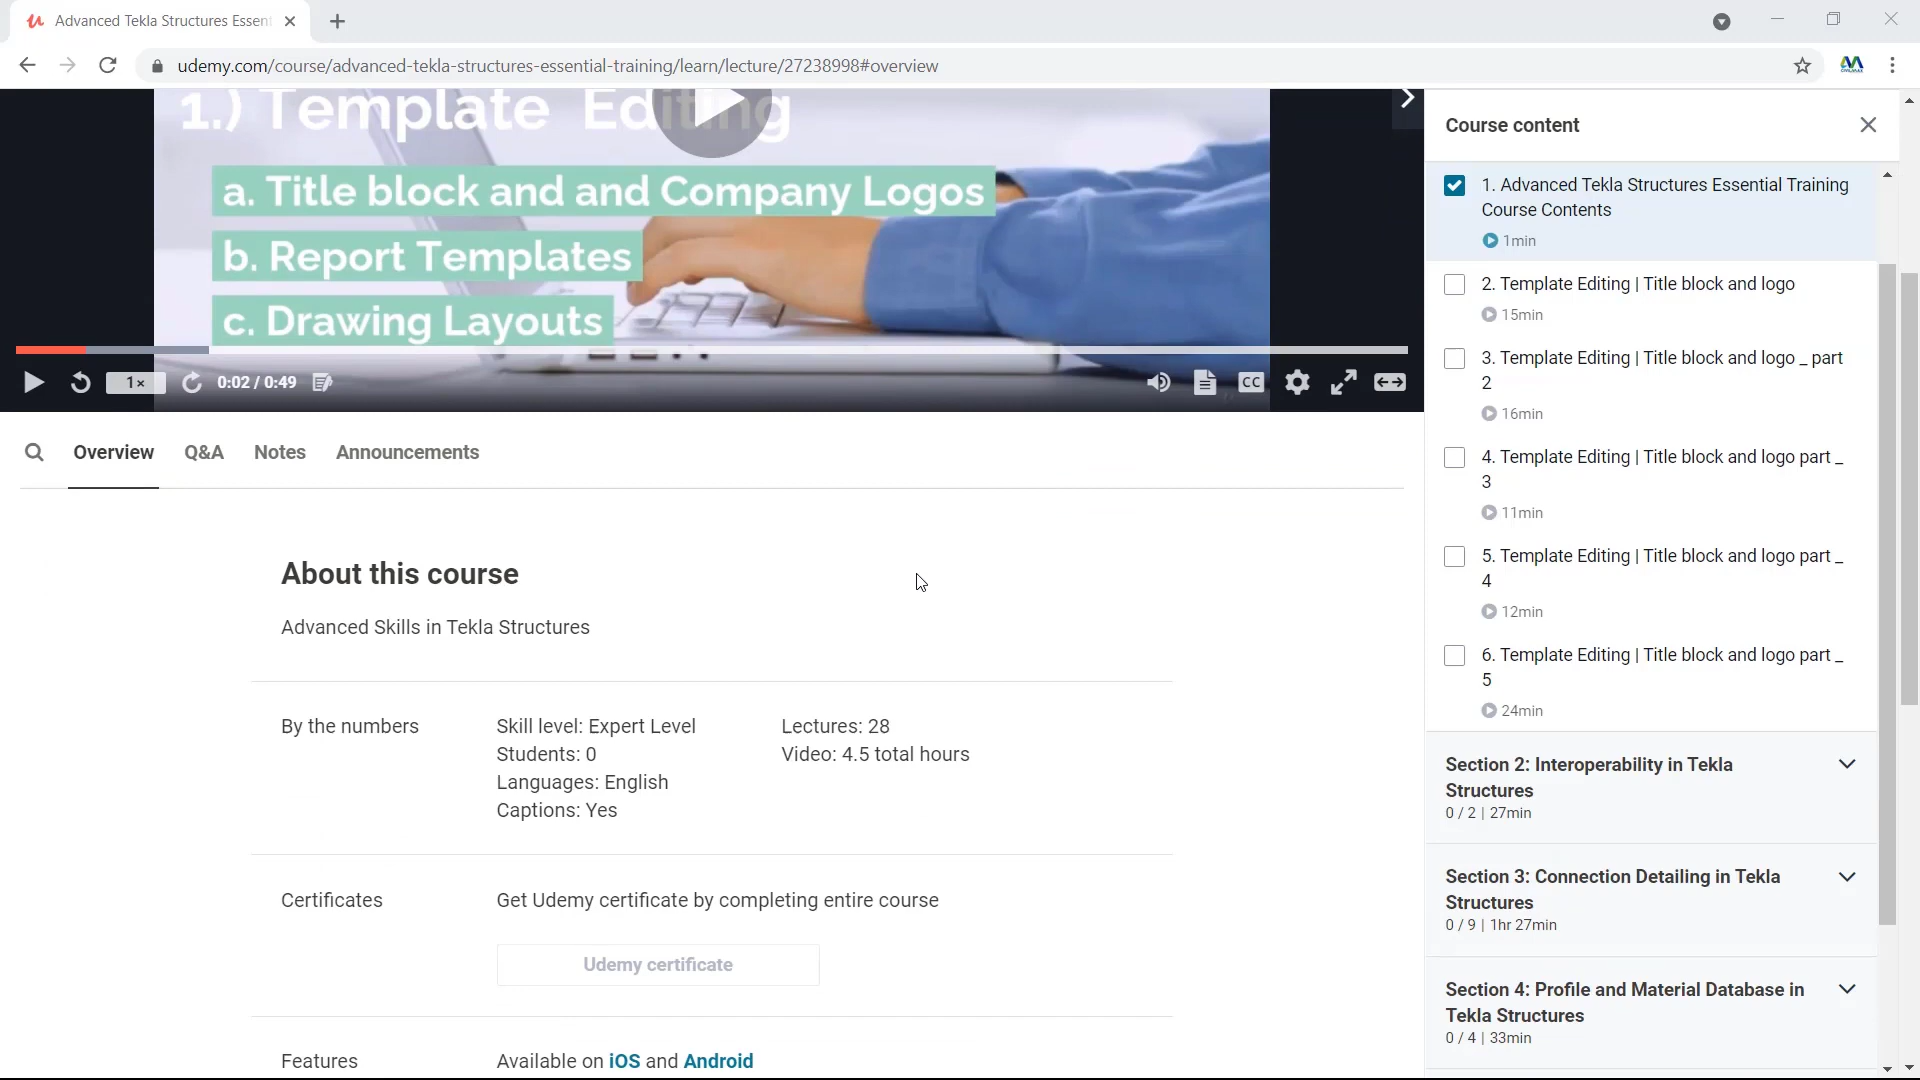 Advanced Tekla Structures Essen
udemy.com/course/advanced-tekla-structures-essential-training/learn/lecture/27238998#overview
1.) Template Editing
a. Title block and and Company Logos
b. Report Templates
c. Drawing Layouts
1×
0:02 / 0:49
CC
Overview
Q&A
Notes
Announcements
About this course
Advanced Skills in Tekla Structures
By the numbers
Skill level: Expert Level
Students: 0
Languages: English
Captions: Yes
Lectures: 28
Video: 4.5 total hours
Certificates
Get Udemy certificate by completing entire course
Udemy certificate
Features
Available on iOS and Android
Course content
1. Advanced Tekla Structures Essential Training
Course Contents
1min
2. Template Editing | Title block and logo
15min
3. Template Editing | Title block and logo _ part
2
16min
4. Template Editing | Title block and logo part _
3
11min
5. Template Editing | Title block and logo part _
4
12min
6. Template Editing | Title block and logo part _
5
24min
Section 2: Interoperability in Tekla
Structures
0 / 2 | 27min
Section 3: Connection Detailing in Tekla
Structures
0 / 9 | 1hr 27min
Section 4: Profile and Material Database in
Tekla Structures
0 / 4 | 33min